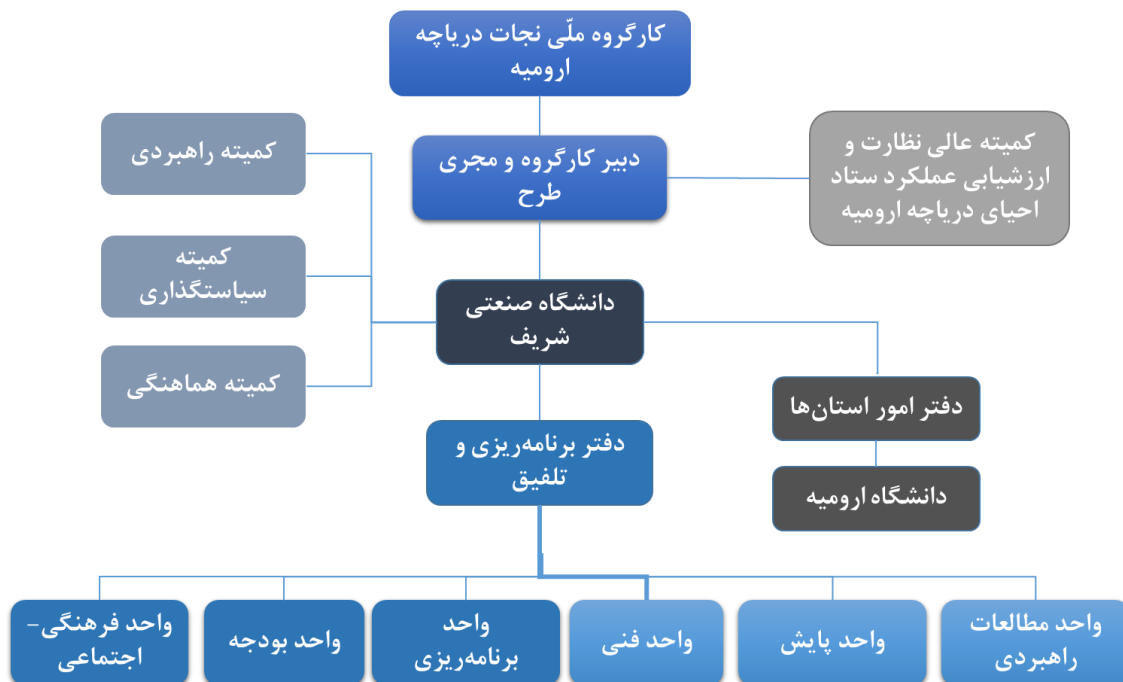 کارگروه ملّی نجات دریاچه
ارومیه
کمیته عالی نظارت و
ارزشیابی عملکرد ستاد
احیای دریاچه ارومیه
دبیر کارگروه و مجری
طرح
کمیته راهبردی
کمیته
سیاستگذاری
کمیته هماهنگی
دانشگاه صنعتی
شریف
دفتر امور استان‌ها
دانشگاه ارومیه
دفتر برنامه‌ریزی و
تلفیق
واحد مطالعات
راهبردی
واحد پایش
واحد فنی
واحد
برنامه‌ریزی
واحد بودجه
واحد فرهنگی-
اجتماعی